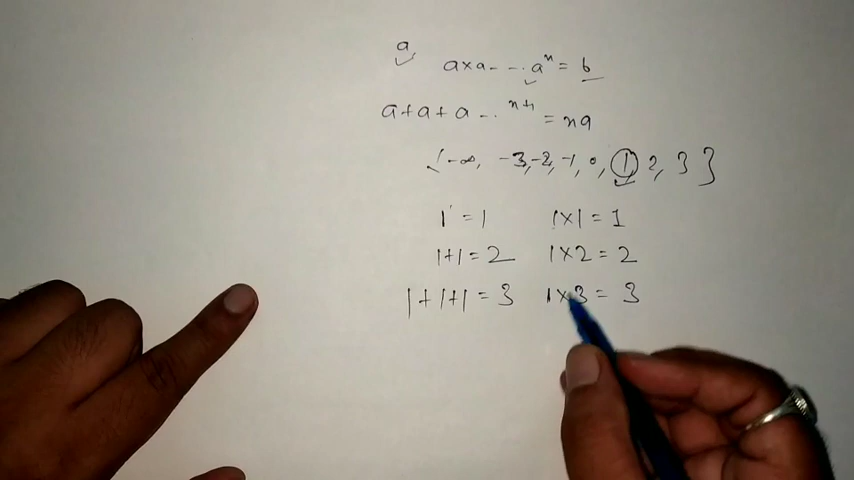 a
a×a- - ..aⁿ = b
a+a+a ... n+1 = na
{-∞, -3,-2,-1, 0, 1, 2, 3}
1' = 1 1×1=1
1+1=2 1×2=2
1+1+1=3 1×3=3